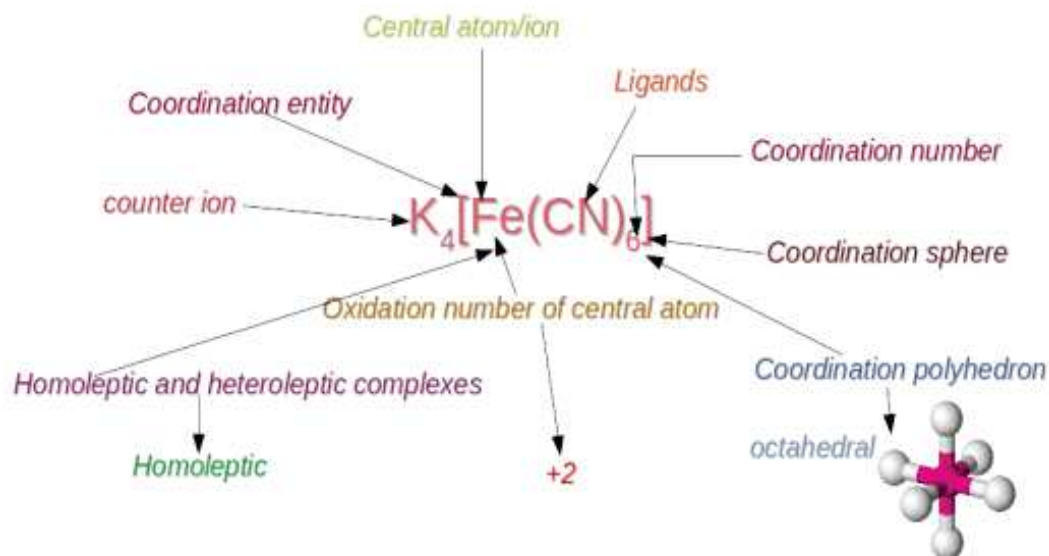 Central atom/ion
Ligands
Coordination entity
Coordination number
counter ion
K₄[Fe(CN)₆]
Coordination sphere
Oxidation number of central atom
Homoleptic and heteroleptic complexes
Coordination polyhedron
octahedral
Homoleptic
+2